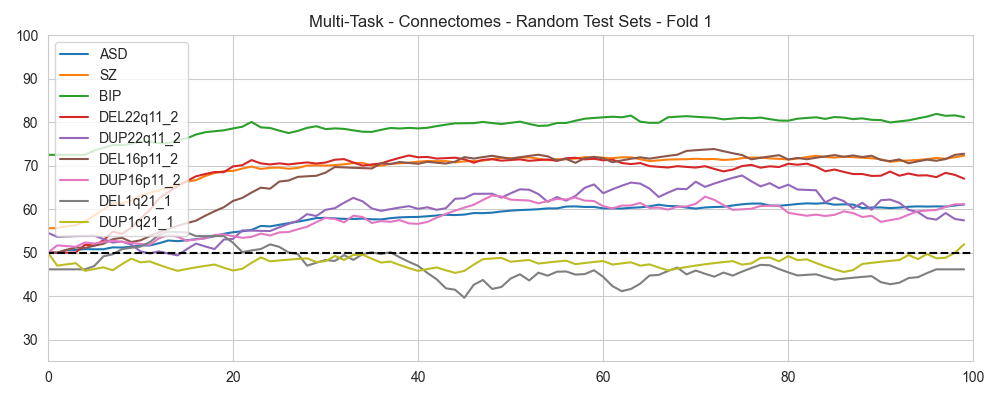 Multi-Task - Connectomes - Random Test Sets - Fold 1
100
90
80
70
60
50
40
30
ASD
SZ
BIP
DEL22q11_2
DUP22q11_2
DEL16p11_2
DUP16p11_2
DEL1q21_1
DUP1q21_1
0 20 40 60 80 100